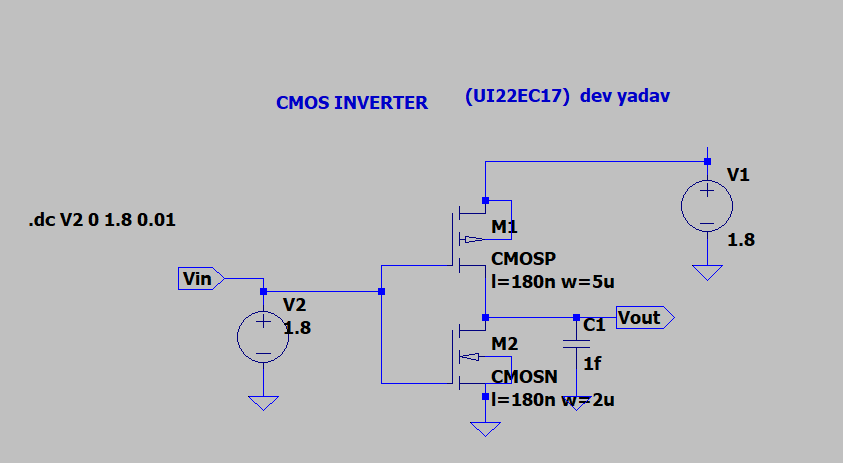 CMOS INVERTER (UI22EC17) dev yadav
V1
1.8
.dc V2 0 1.8 0.01
M1
CMOSP
l=180n w=5u
Vin
V2
1.8
Vout
C1
1f
M2
CMOSN
l=180n w=2u